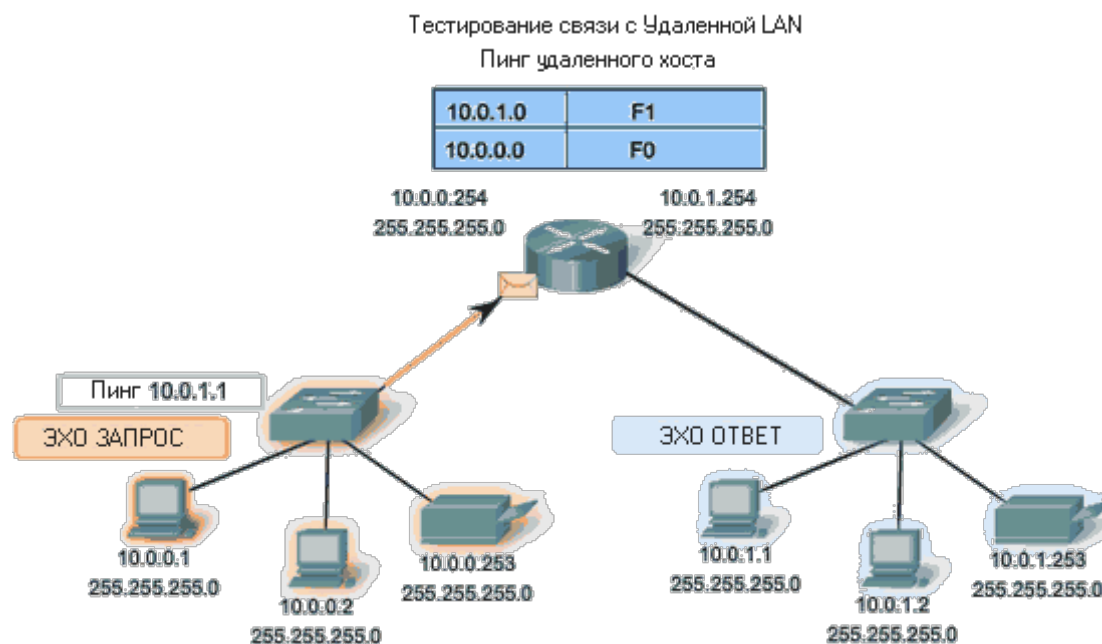 Тестирование связи с Удаленной LAN
Пинг удаленного хоста
10.0.1.0 F1
10.0.0.0 F0
10.0.0.254
255.255.255.0
10.0.1.254
255.255.255.0
Пинг 10.0.1.1
ЭХО ЗАПРОС
ЭХО ОТВЕТ
10.0.0.1
255.255.255.0
10.0.0.2
255.255.255.0
10.0.0.253
255.255.255.0
10.0.1.1
255.255.255.0
10.0.1.2
255.255.255.0
10.0.1.253
255.255.255.0